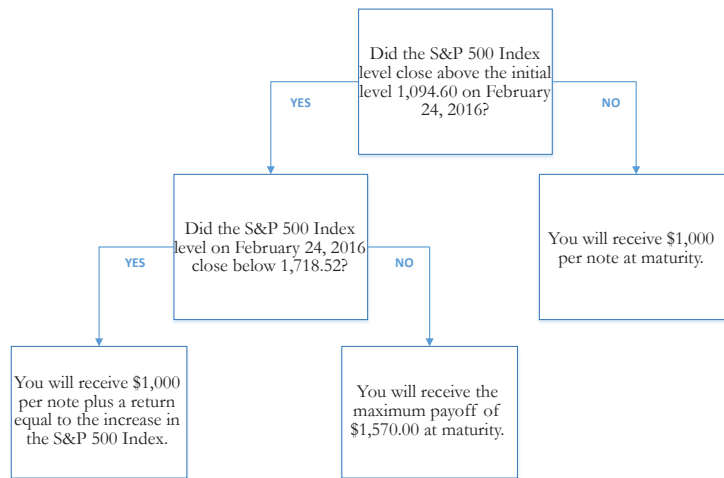 Did the S&P 500 Index
level close above the initial
level 1,094.60 on February
24, 2016?
YES
NO
Did the S&P 500 Index
level on February 24, 2016
close below 1,718.52?
You will receive $1,000
per note at maturity.
YES
NO
You will receive $1,000
per note plus a return
equal to the increase in
the S&P 500 Index.
You will receive the
maximum payoff of
$1,570.00 at maturity.